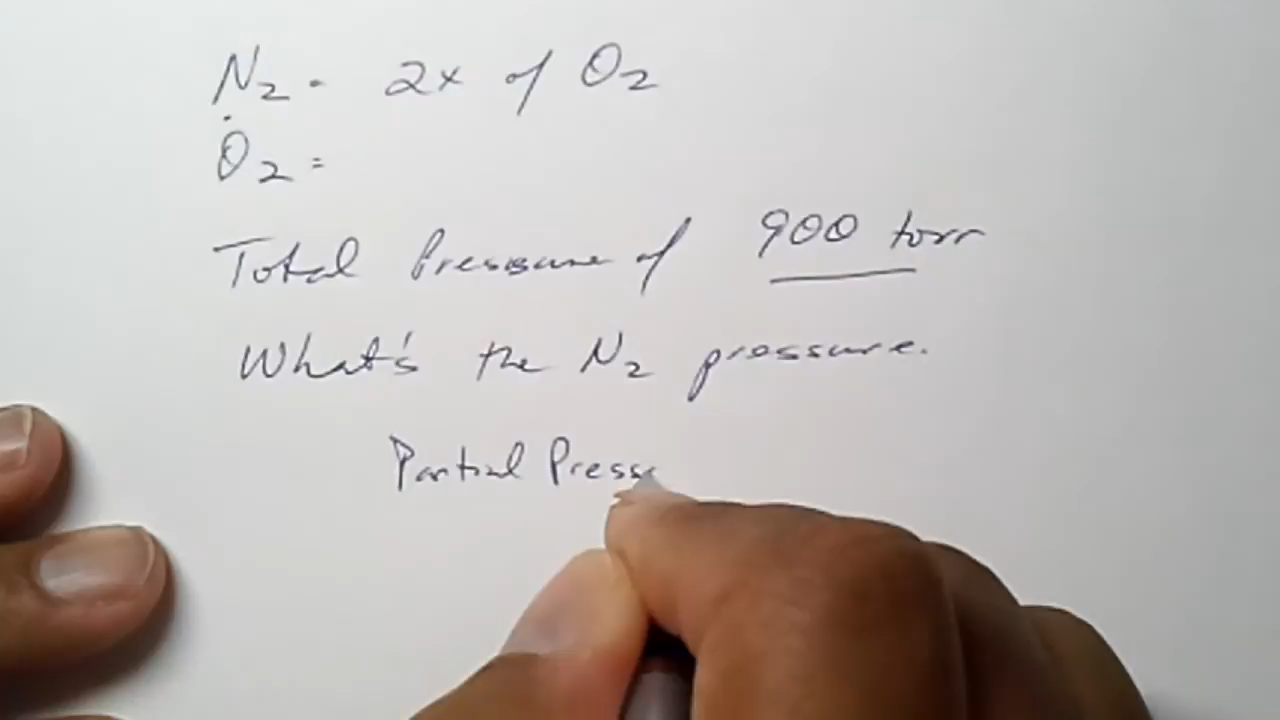 N2 = 2x of O2
O2 =
Total Pressure of 900 torr
What's the N2 pressure.
Partial Press